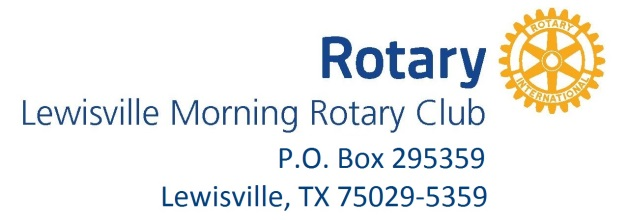 Rotary
ROTARY
INTERNATIONAL
Lewisville Morning Rotary Club
P.O. Box 295359
Lewisville, TX 75029-5359